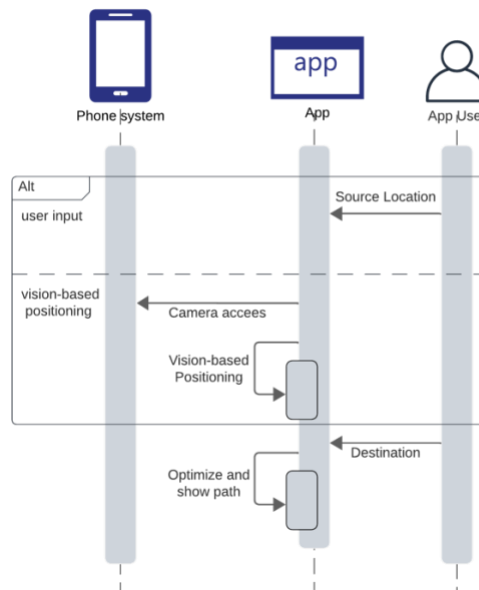 app
Phone system
App
App Use
Alt
user input
Source Location
vision-based
positioning
Camera accees
Vision-based
Positioning
Destination
Optimize and
show path